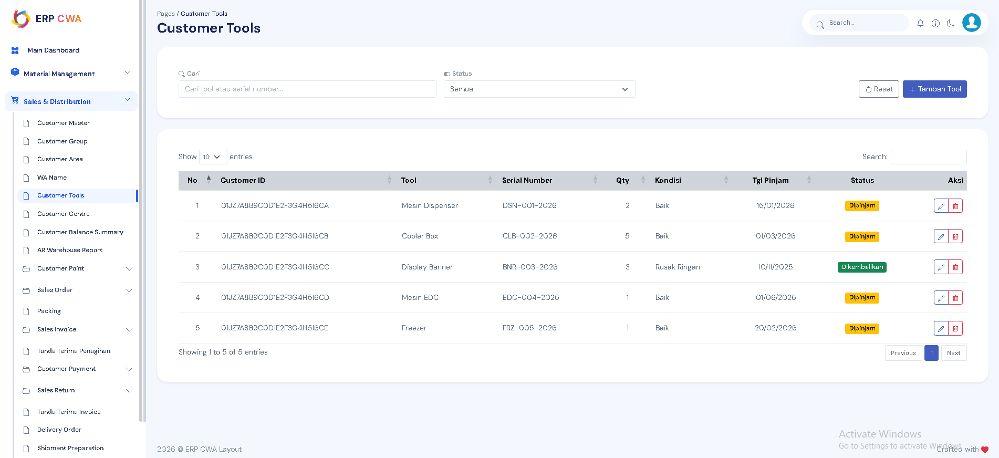 ERP CWA
Main Dashboard
Material Management
Sales & Distribution
Customer Master
Customer Group
Customer Area
WA Name
Customer Tools
Customer Centre
Customer Balance Summary
AR Warehouse Report
Customer Point
Sales Order
Packing
Sales Invoice
Tanda Terima Penagihan
Customer Payment
Sales Return
Tanda Terima Invoice
Delivery Order
Shipment Preparation
Pages / Customer Tools
Customer Tools
Search...
Cari
Cari tool atau serial number...
Status
Semua
Reset
Tambah Tool
Show 10 entries
Search:
No Customer ID Tool Serial Number Qty Kondisi Tgl Pinjam Status Aksi
1 01JZ7A8B9C0D1E2F3G4H5I6CA Mesin Dispenser DSN-001-2026 2 Baik 15/01/2026 Dipinjam
2 01JZ7A8B9C0D1E2F3G4H5I6CB Cooler Box CLB-002-2026 5 Baik 01/03/2026 Dipinjam
3 01JZ7A8B9C0D1E2F3G4H5I6CC Display Banner BNR-003-2026 3 Rusak Ringan 10/11/2025 Dikembalikan
4 01JZ7A8B9C0D1E2F3G4H5I6CD Mesin EDC EDC-004-2026 1 Baik 01/06/2026 Dipinjam
5 01JZ7A8B9C0D1E2F3G4H5I6CE Freezer FRZ-005-2026 1 Baik 20/02/2026 Dipinjam
Showing 1 to 5 of 5 entries
Previous 1 Next
Activate Windows
Go to Settings to activate Windows.
2026 © ERP CWA Layout
Crafted with